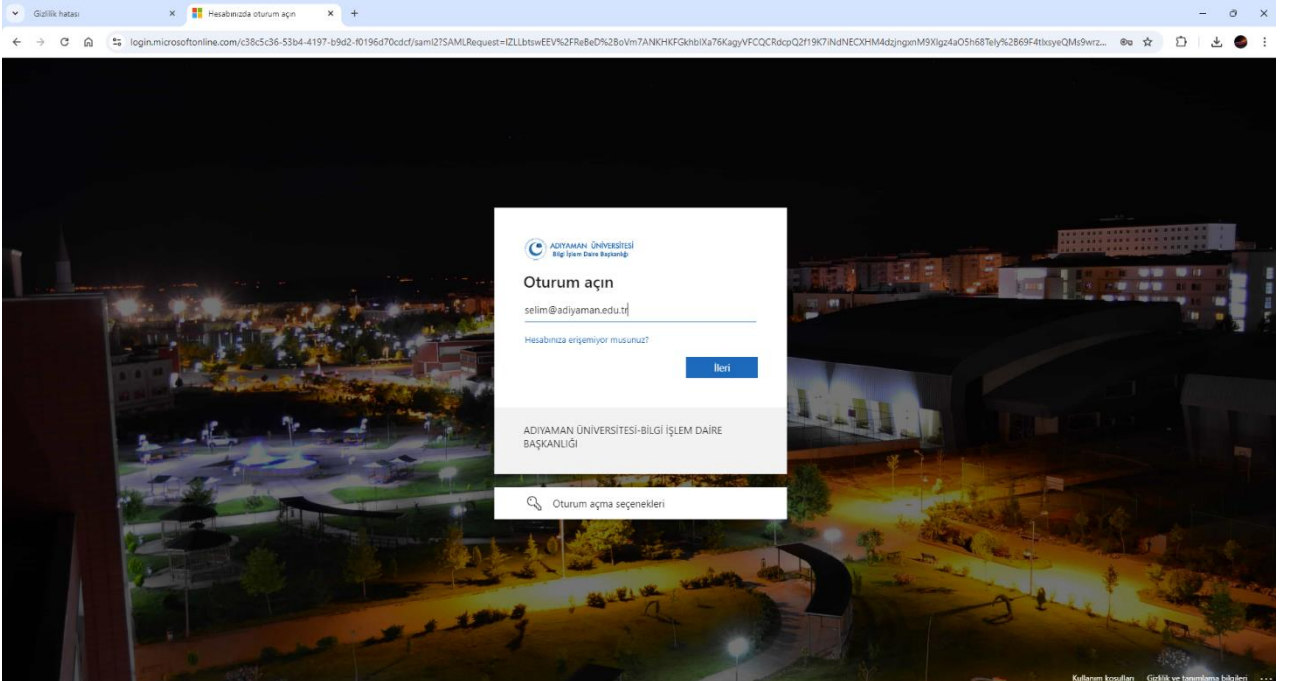 Gizlilik hatası
Hesabınızda oturum açın
login.microsoftonline.com/c38c5c36-53b4-4197-b9d2-f0196d70cdcf/saml2?SAMLRequest=
ADIYAMAN ÜNİVERSİTESİ
Bilgi İşlem Daire Başkanlığı
Oturum açın
selim@adiyaman.edu.tr
Hesabınıza erişemiyor musunuz?
İleri
ADIYAMAN ÜNİVERSİTESİ-BİLGİ İŞLEM DAİRE
BAŞKANLIĞI
Oturum açma seçenekleri
Kullanım koşulları Gizlilik ve tanımlama bilgileri ...